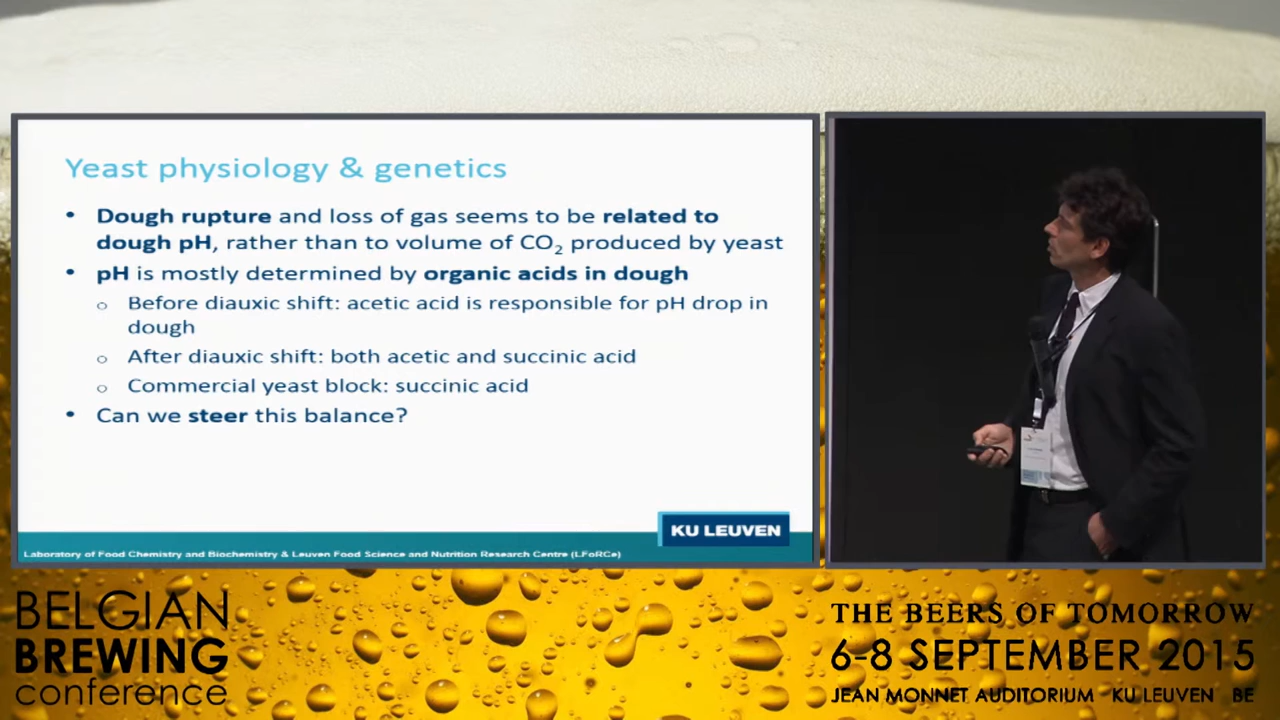 Yeast physiology & genetics
• Dough rupture and loss of gas seems to be related to
dough pH, rather than to volume of CO₂ produced by yeast
• pH is mostly determined by organic acids in dough
o Before diauxic shift: acetic acid is responsible for pH drop in
dough
o After diauxic shift: both acetic and succinic acid
o Commercial yeast block: succinic acid
• Can we steer this balance?
KU LEUVEN
Laboratory of Food Chemistry and Biochemistry & Leuven Food Science and Nutrition Research Centre (LFoRCe)
BELGIAN
BREWING
conference
THE BEERS OF TOMORROW
6-8 SEPTEMBER 2015
JEAN MONNET AUDITORIUM KU LEUVEN BE